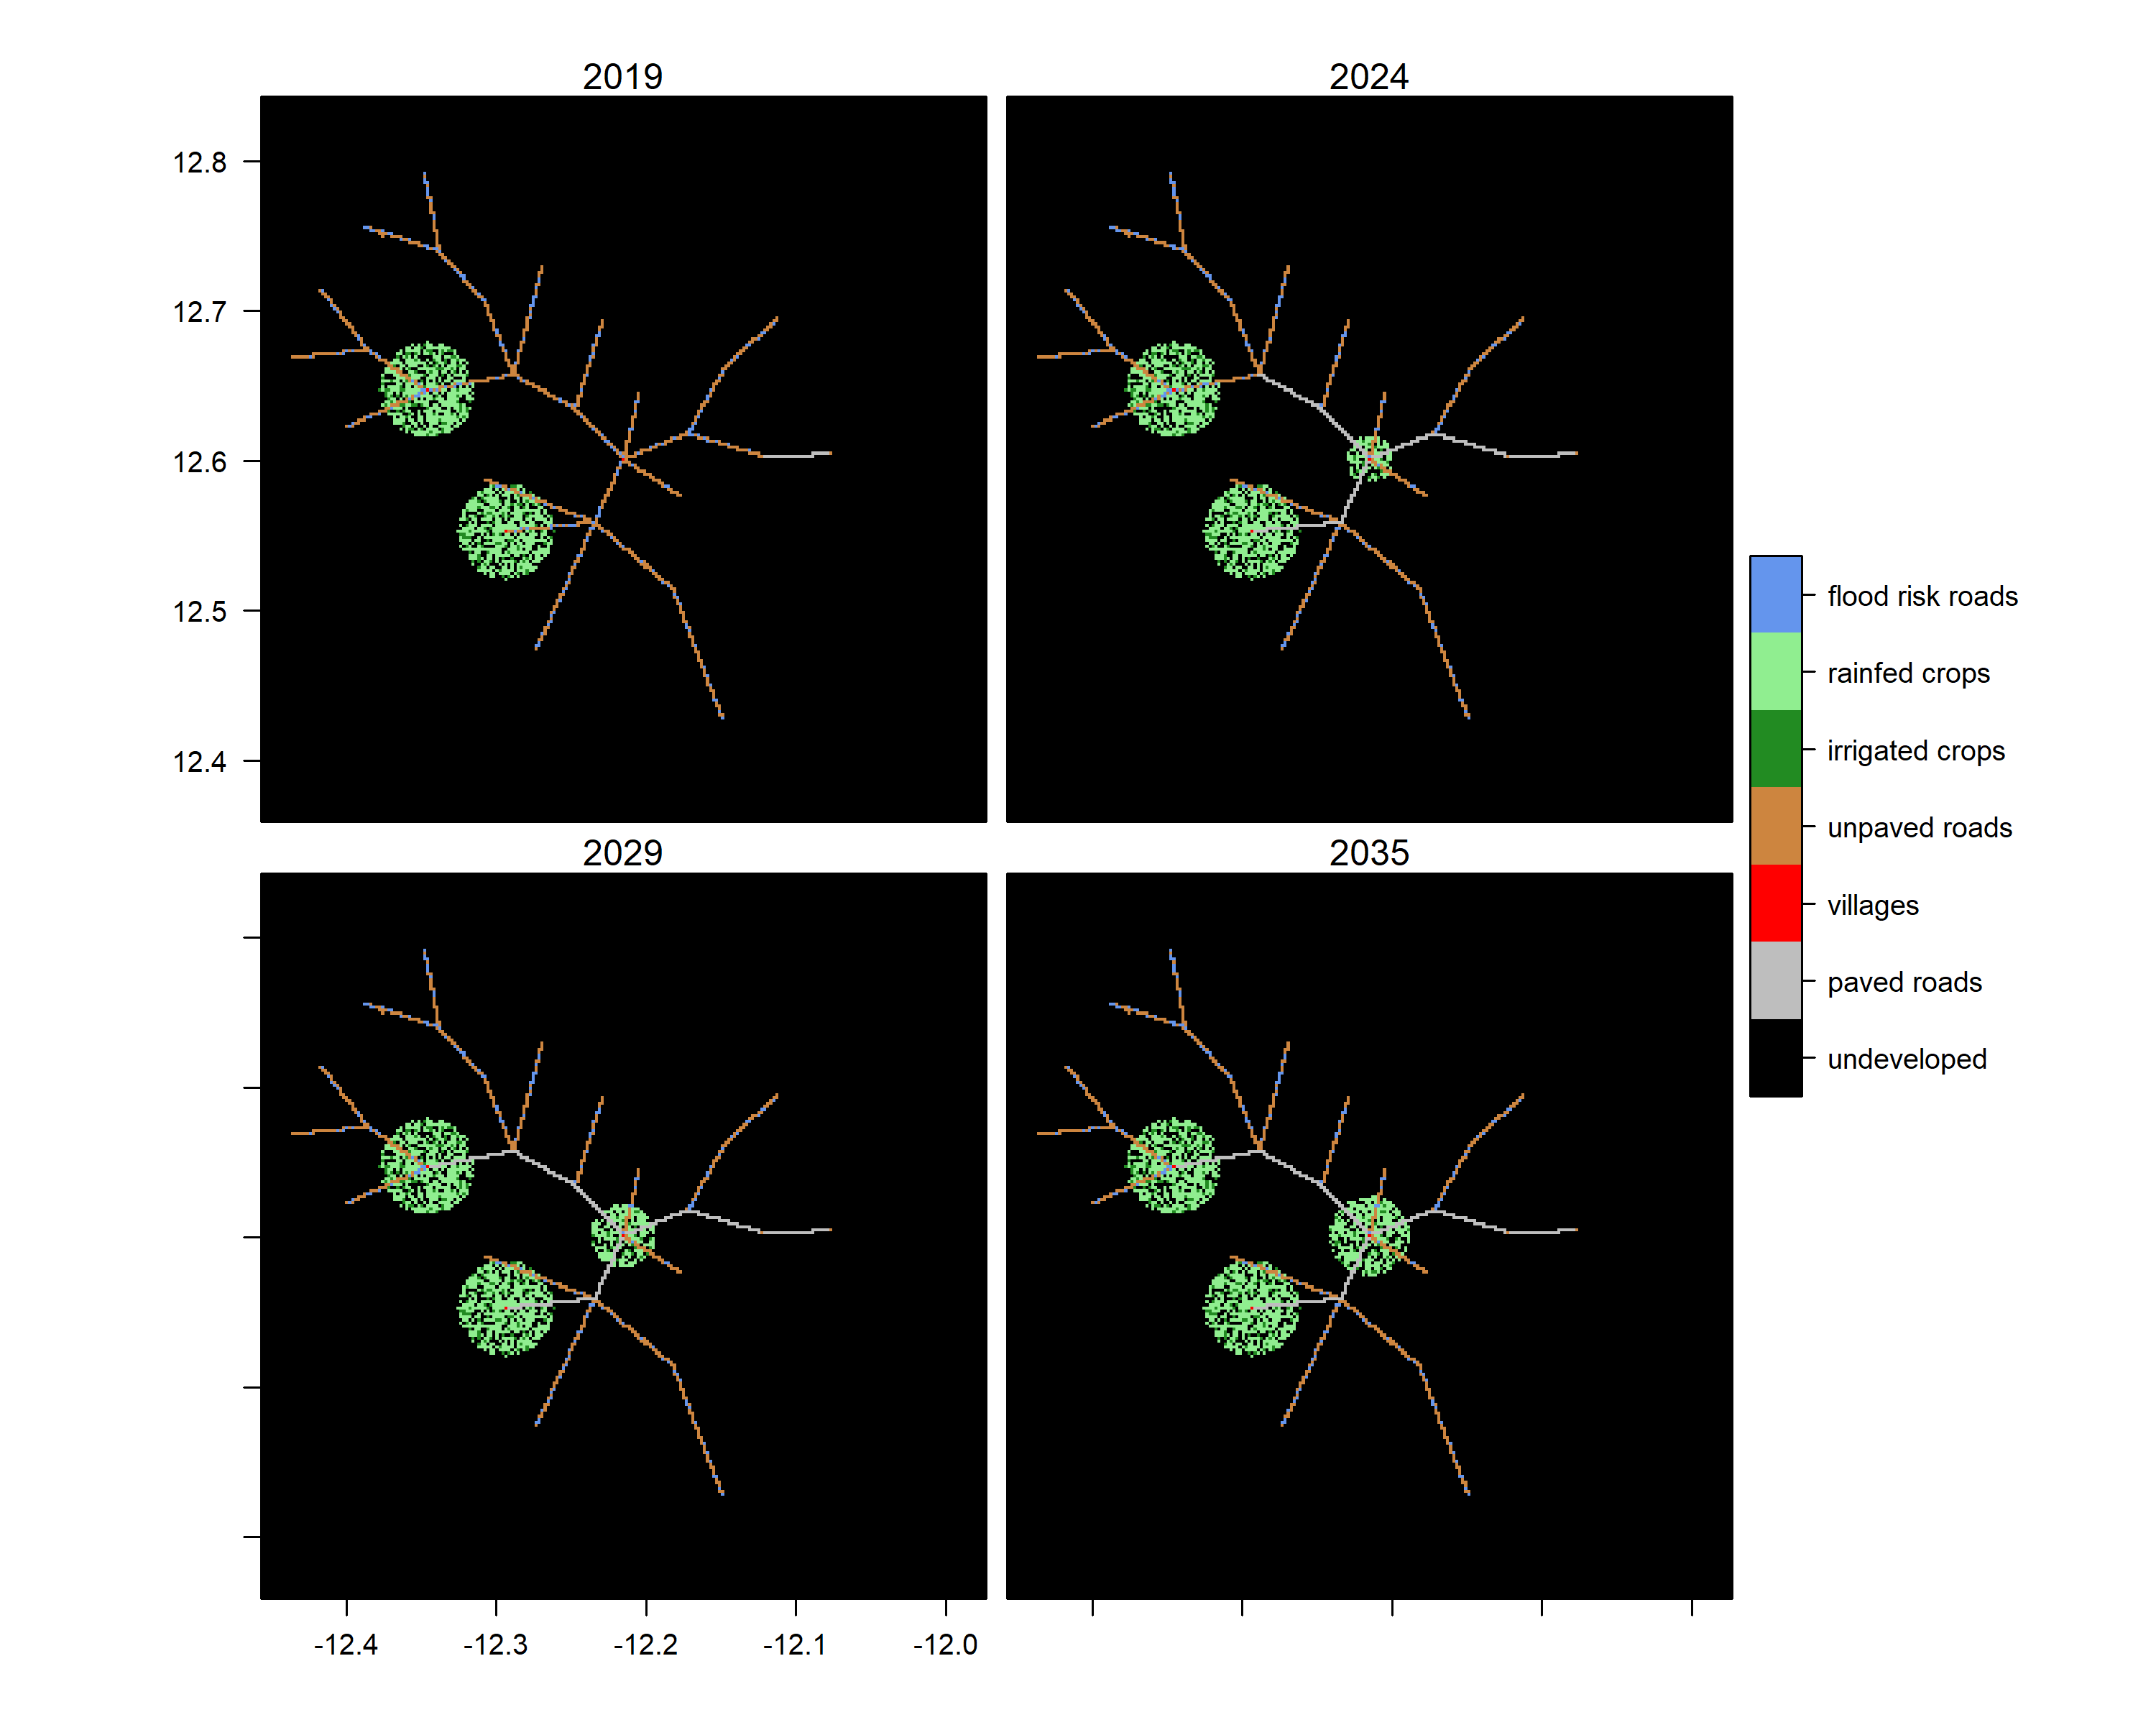 2019
2024
12.8
12.7
12.6
12.5
12.4
flood risk roads
rainfed crops
irrigated crops
unpaved roads
villages
paved roads
undeveloped
2029
2035
-12.4
-12.3
-12.2
-12.1
-12.0